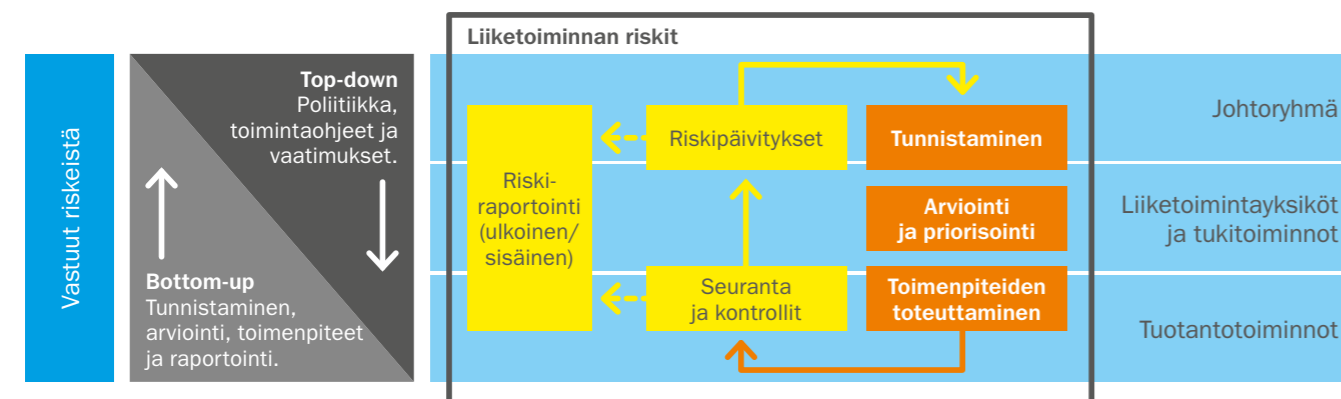 Liiketoiminnan riskit
Vastuut riskeistä
Top-down
Poliitiikka,
toimintaohjeet ja
vaatimukset.
Bottom-up
Tunnistaminen,
arviointi, toimenpiteet
ja raportointi.
Riski-
raportointi
(ulkoinen/
sisäinen)
Riskipäivitykset
Tunnistaminen
Arviointi
ja priorisointi
Seuranta
ja kontrollit
Toimenpiteiden
toteuttaminen
Johtoryhmä
Liiketoimintayksiköt
ja tukitoiminnot
Tuotantotoiminnot